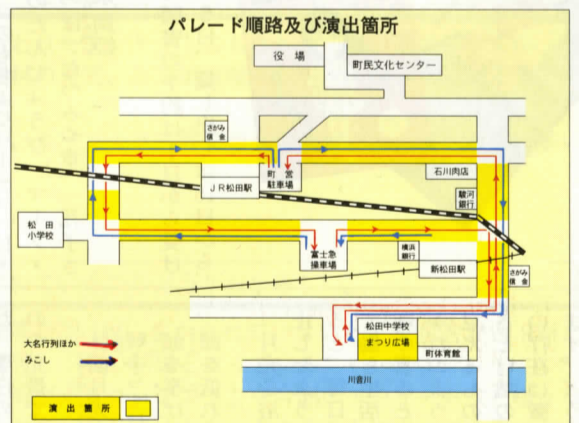 パレード順路及び演出箇所
役場
町民文化センター
さがみ
信金
町営
駐車場
JR松田駅
石川肉店
駿河
銀行
松田
小学校
富士急
操車場
横浜
銀行
新松田駅
さがみ
信金
松田中学校
まつり広場
町体育館
大名行列ほか
みこし
川音川
演出箇所